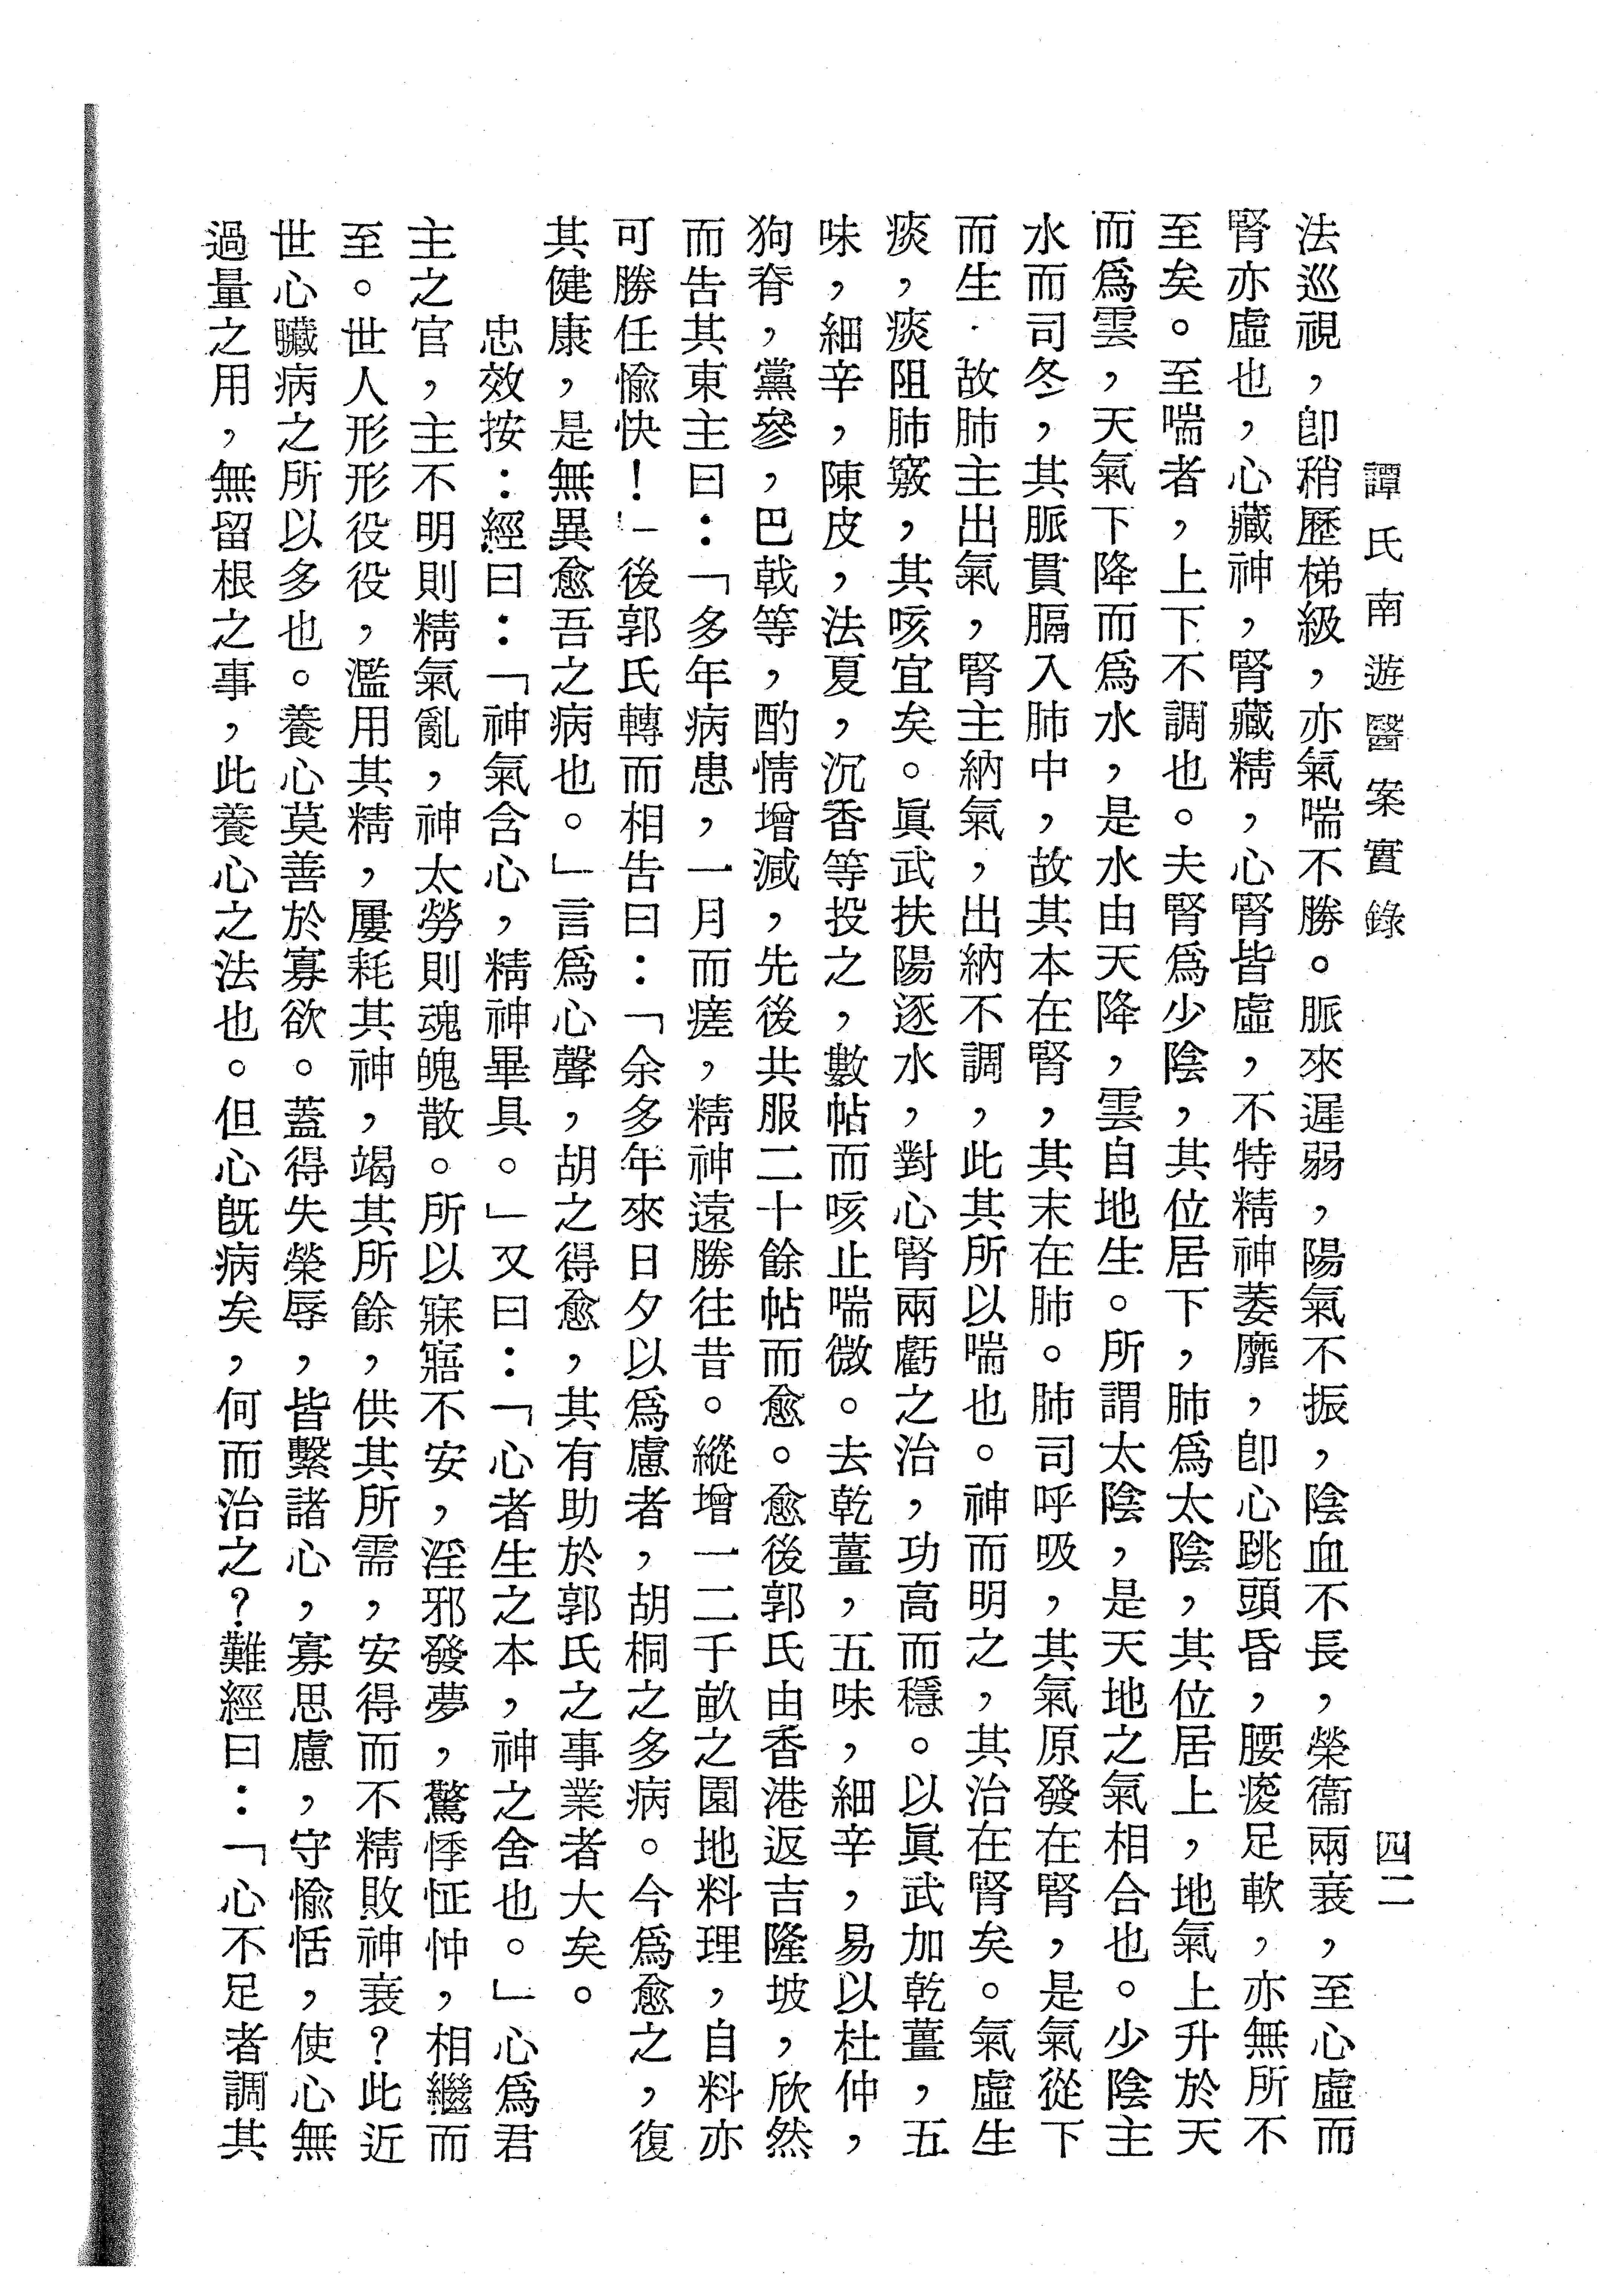 譚氏南遊醫案實錄
四二
法巡視，卽稍歷梯級，亦氣喘不勝。脈來遲弱，陽氣不振，陰血不長，榮衞兩衰，至心虛而
腎亦虛也，心藏神，腎藏精，心腎皆虛，不特精神萎靡，卽心跳頭昏，腰痠足軟，亦無所不
至矣。至喘者，上下不調也。夫腎爲少陰，其位居下，肺爲太陰，其位居上，地氣上升於天
而爲雲，天氣下降而爲水，是水由天降，雲自地生。所謂太陰，是天地之氣相合也。少陰主
水而司冬，其脈貫膈入肺中，故其本在腎，其末在肺。肺司呼吸，其氣原發在腎，是氣從下
而生．故肺主出氣，腎主納氣，出納不調，此其所以喘也。神而明之，其治在腎矣。氣虛生
痰，痰阻肺竅，其咳宜矣。眞武扶陽逐水，對心腎兩虧之治，功高而穩。以眞武加乾薑，五
味，細辛，陳皮，法夏，沉香等投之，數帖而咳止喘微。去乾薑，五味，細辛，易以杜仲，
狗脊，黨參，巴戟等，酌情增減，先後共服二十餘帖而愈。愈後郭氏由香港返吉隆坡，欣然
而告其東主曰：「多年病患，一月而瘥，精神遠勝往昔。縱增一二千畝之園地料理，自料亦
可勝任愉快！」後郭氏轉而相告曰：「余多年來日夕以爲慮者，胡桐之多病。今爲愈之，復
其健康，是無異愈吾之病也。」言爲心聲，胡之得愈，其有助於郭氏之事業者大矣。
忠效按：經曰：「神氣含心，精神畢具。」又曰：「心者生之本，神之舍也。」心爲君
主之官，主不明則精氣亂，神太勞則魂魄散。所以寐寤不安，淫邪發夢，驚悸怔忡，相繼而
至。世人形形役役，濫用其精，屢耗其神，竭其所餘，供其所需，安得而不精敗神衰？此近
世心臟病之所以多也。養心莫善於寡欲。蓋得失榮辱，皆繫諸心，寡思慮，守愉恬，使心無
過量之用，無留根之事，此養心之法也。但心旣病矣，何而治之？難經曰：「心不足者調其